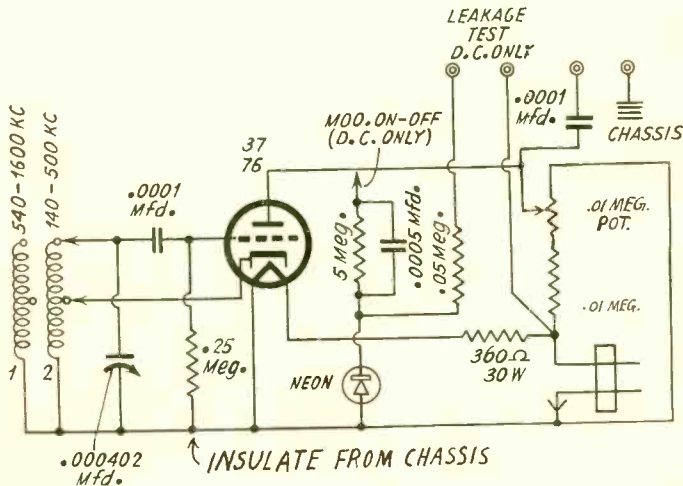 LEAKAGE
TEST
D.C. ONLY
.0001
Mfd.
CHASSIS
MOD. ON-OFF
(D.C. ONLY)
37
76
540-1600 KC
140-500 KC
.0001
Mfd.
5 Meg.
.0005 Mfd.
.05 Meg.
.01 MEG.
POT.
.01 MEG.
.25
Meg.
360Ω
30W
NEON
1
2
.000402
Mfd.
INSULATE FROM CHASSIS